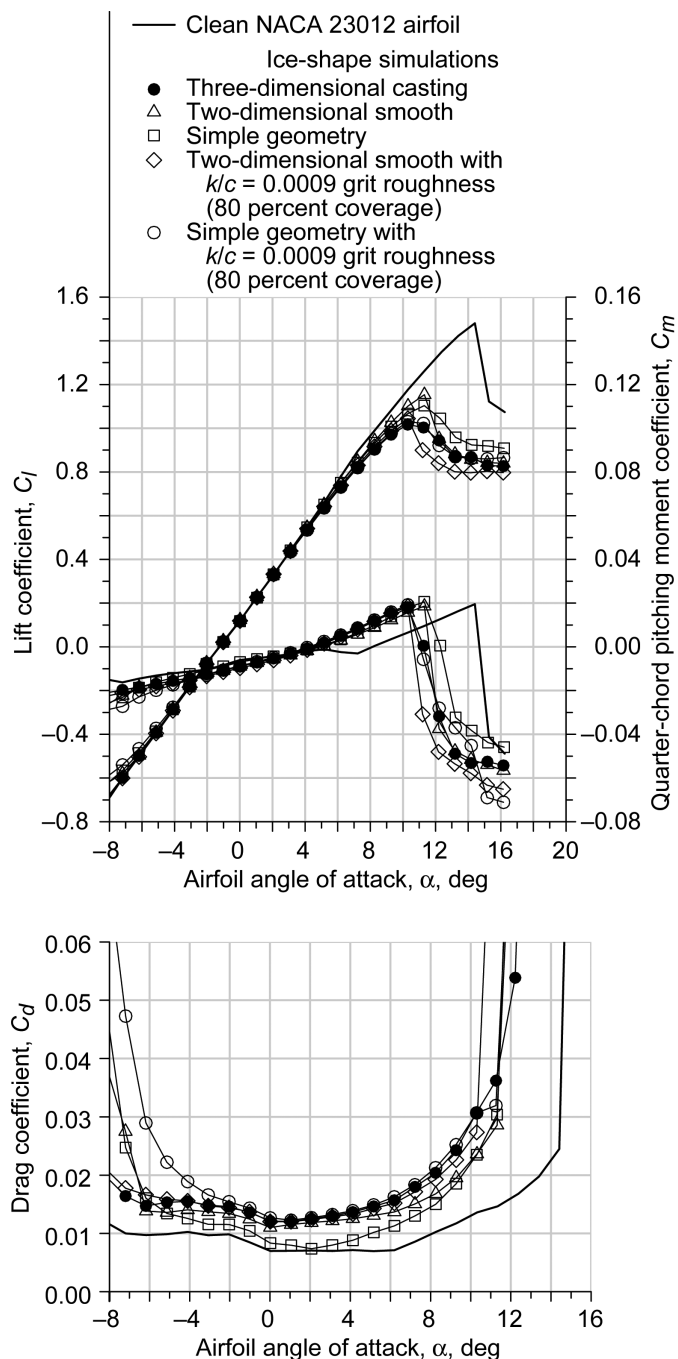 Clean NACA 23012 airfoil
Ice-shape simulations
Three-dimensional casting
Two-dimensional smooth
Simple geometry
Two-dimensional smooth with
k/c = 0.0009 grit roughness
(80 percent coverage)
Simple geometry with
k/c = 0.0009 grit roughness
(80 percent coverage)
1.6
1.2
0.8
0.4
0.0
–0.4
–0.8
Lift coefficient, Cl
0.16
0.12
0.08
0.04
0.00
–0.04
–0.08
Quarter-chord pitching moment coefficient, Cm
–8 –4 0 4 8 12 16 20
Airfoil angle of attack, α, deg
0.06
0.05
0.04
0.03
0.02
0.01
0.00
Drag coefficient, Cd
–8 –4 0 4 8 12 16
Airfoil angle of attack, α, deg